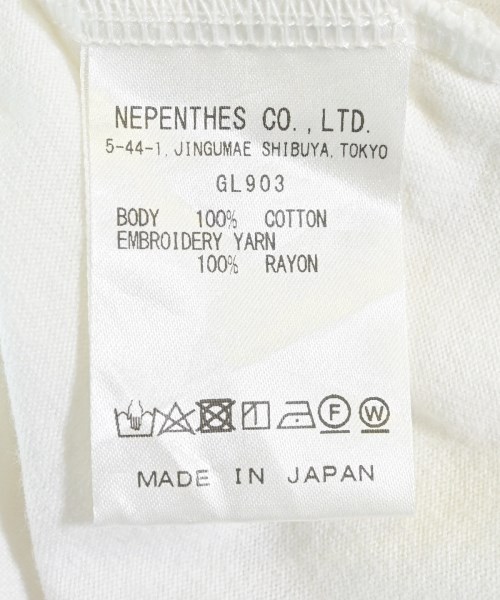 NEPENTHES CO., LTD.
5-44-1, JINGUMAE SHIBUYA, TOKYO
GL903
BODY 100% COTTON
EMBROIDERY YARN
100% RAYON
F W
MADE IN JAPAN